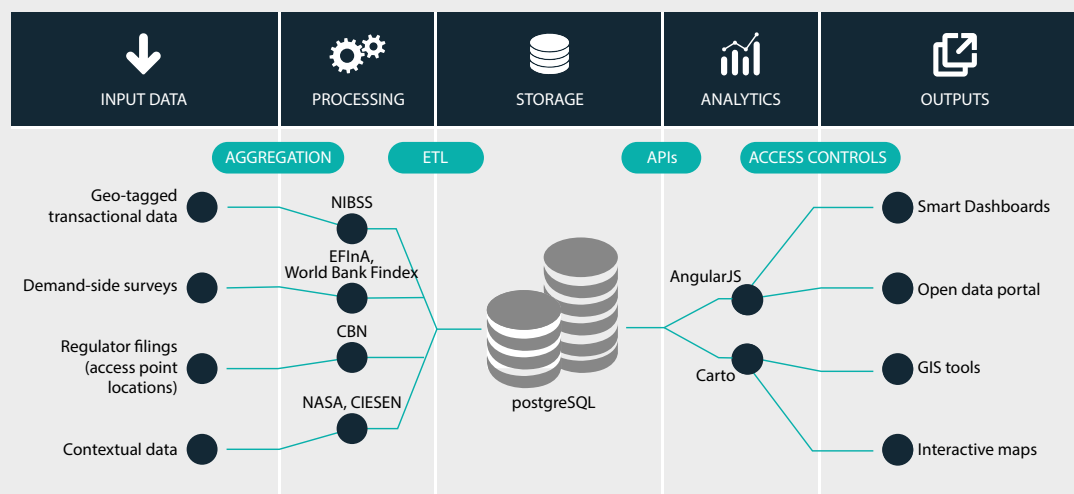 INPUT DATA
PROCESSING
STORAGE
ANALYTICS
OUTPUTS
AGGREGATION
ETL
APIs
ACCESS CONTROLS
Geo-tagged
transactional data
Demand-side surveys
Regulator filings
(access point
locations)
Contextual data
NIBSS
EFInA,
World Bank Findex
CBN
NASA, CIESEN
postgreSQL
AngularJS
Carto
Smart Dashboards
Open data portal
GIS tools
Interactive maps